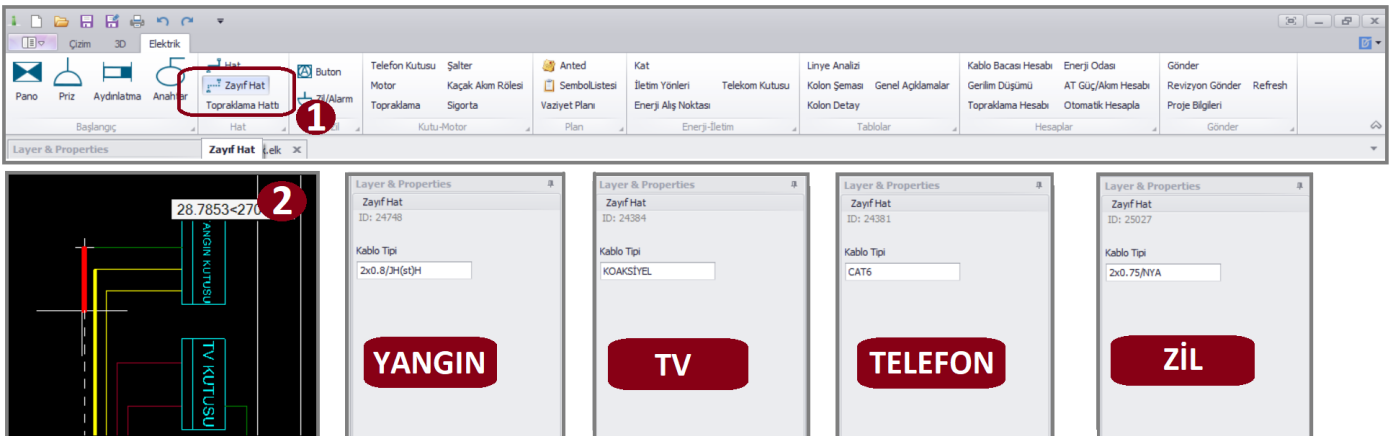 Çizim 3D Elektrik
Hat Buton Telefon Kutusu Şalter Anted Kat Linye Analizi Kablo Bacası Hesabı Enerji Odası Gönder
Zayıf Hat Motor Kaçak Akım Rölesi SembolListesi İletim Yönleri Telekom Kutusu Kolon Şeması Genel Açıklamalar Gerilim Düşümü AT Güç/Akım Hesabı Revizyon Gönder Refresh
Pano Priz Aydınlatma Anahtar Topraklama Hattı Zil/Alarm Topraklama Sigorta Vaziyet Planı Enerji Alış Noktası Kolon Detay Topraklama Hesabı Otomatik Hesapla Proje Bilgileri
1
Başlangıç Hat Kutu-Motor Plan Enerji-İletim Tablolar Hesaplar Gönder
Layer & Properties Zayıf Hat .elk
2
28.7853<270
ANGIN KUTUSU
TV KUTUSU
Layer & Properties
Zayıf Hat
ID: 24748
Kablo Tipi
2x0.8/JH(st)H
YANGIN
Layer & Properties
Zayıf Hat
ID: 24384
Kablo Tipi
KOAKSİYEL
TV
Layer & Properties
Zayıf Hat
ID: 24381
Kablo Tipi
CAT6
TELEFON
Layer & Properties
Zayıf Hat
ID: 25027
Kablo Tipi
2x0.75/NYA
ZİL